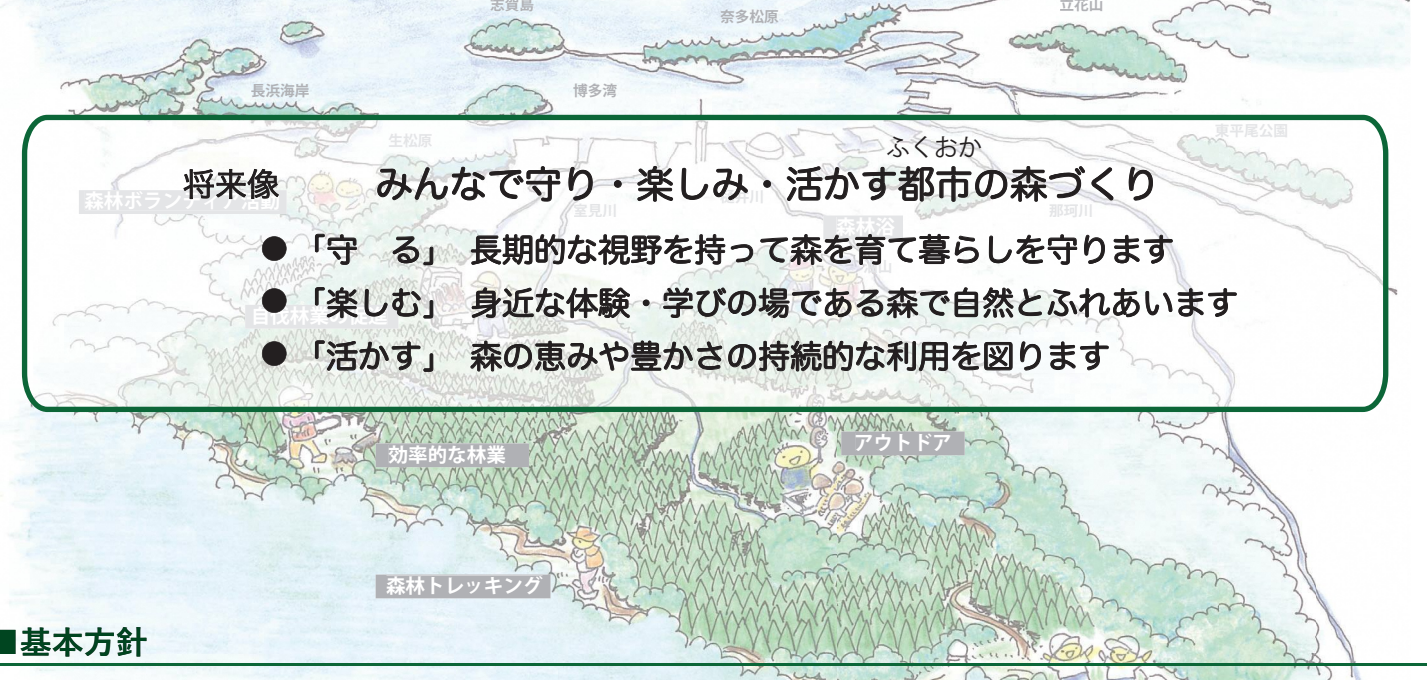 志賀島
奈多松原
立花山
長浜海岸
博多湾
生松原
東平尾公園
ふくおか
将来像 みんなで守り・楽しみ・活かす都市の森づくり
森林ボランティア活動
室見川
那珂川
森林浴
●「守 る」 長期的な視野を持って森を育て暮らしを守ります
●「楽しむ」 身近な体験・学びの場である森で自然とふれあいます
●「活かす」 森の恵みや豊かさの持続的な利用を図ります
効率的な林業
アウトドア
森林トレッキング
■基本方針